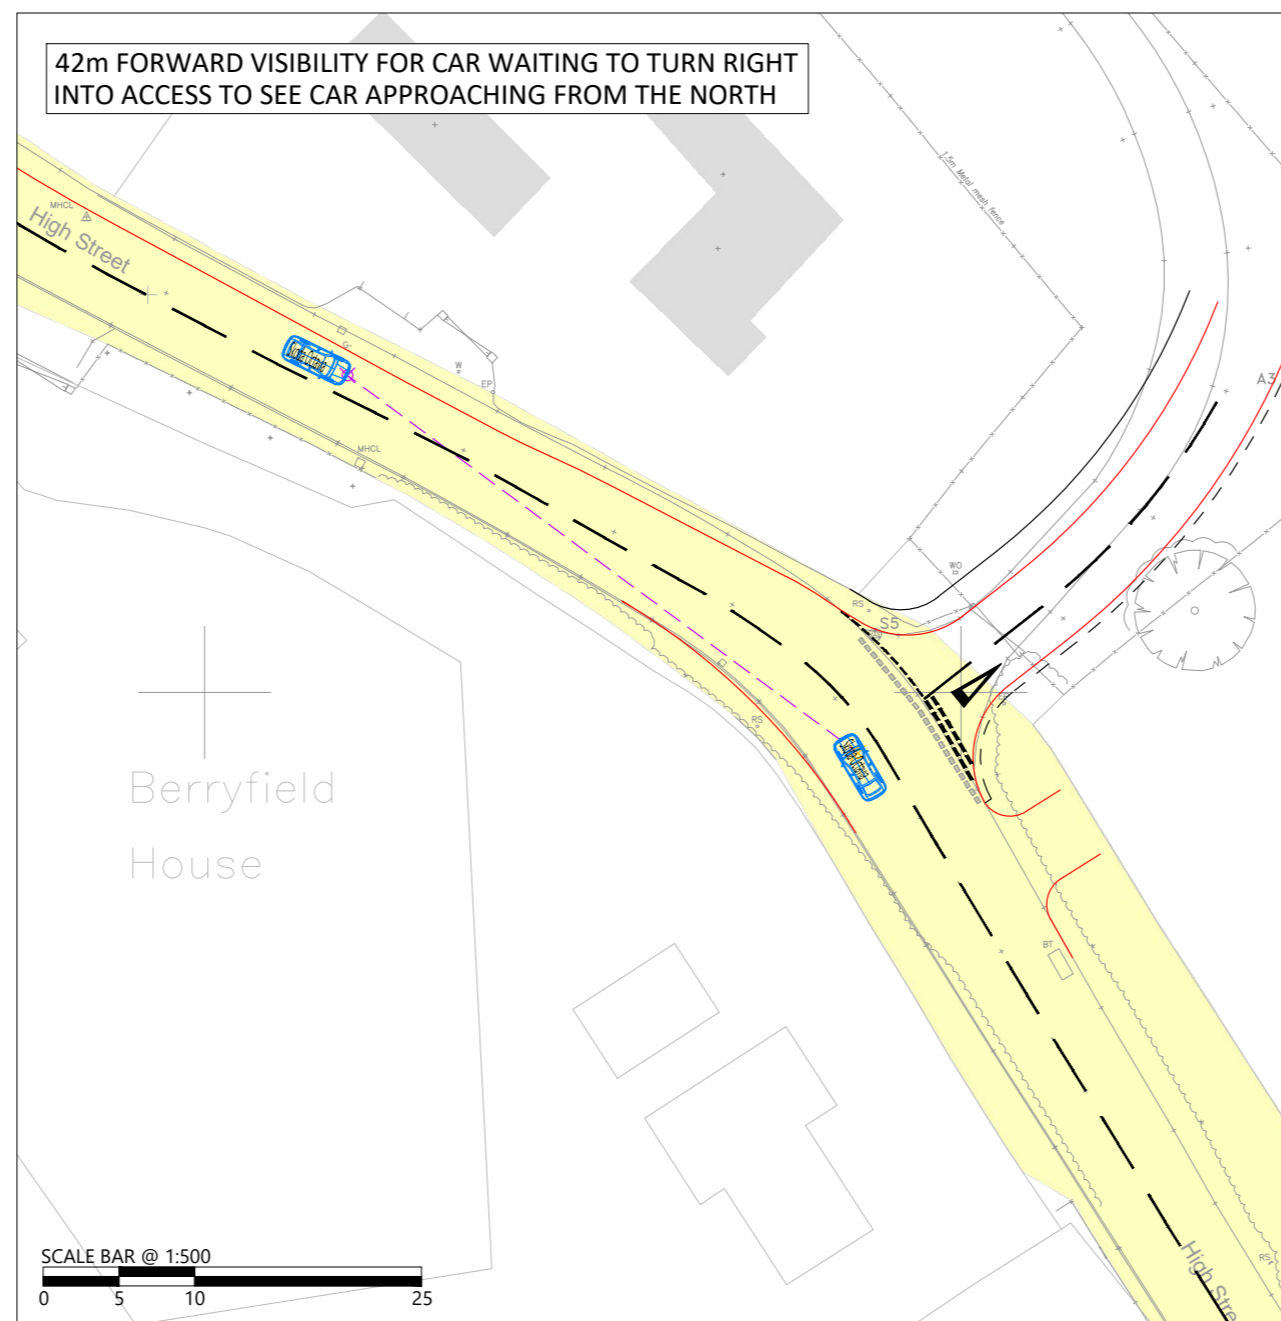 42m FORWARD VISIBILITY FOR CAR WAITING TO TURN RIGHT
INTO ACCESS TO SEE CAR APPROACHING FROM THE NORTH
1.5m Metal mesh fence
MHCL
High Street
G
W
EP
A3
MHCL
WO
RS
S5
RS
Berryfield
House
BT
High Stre
RS
SCALE BAR @ 1:500
0 5 10 25